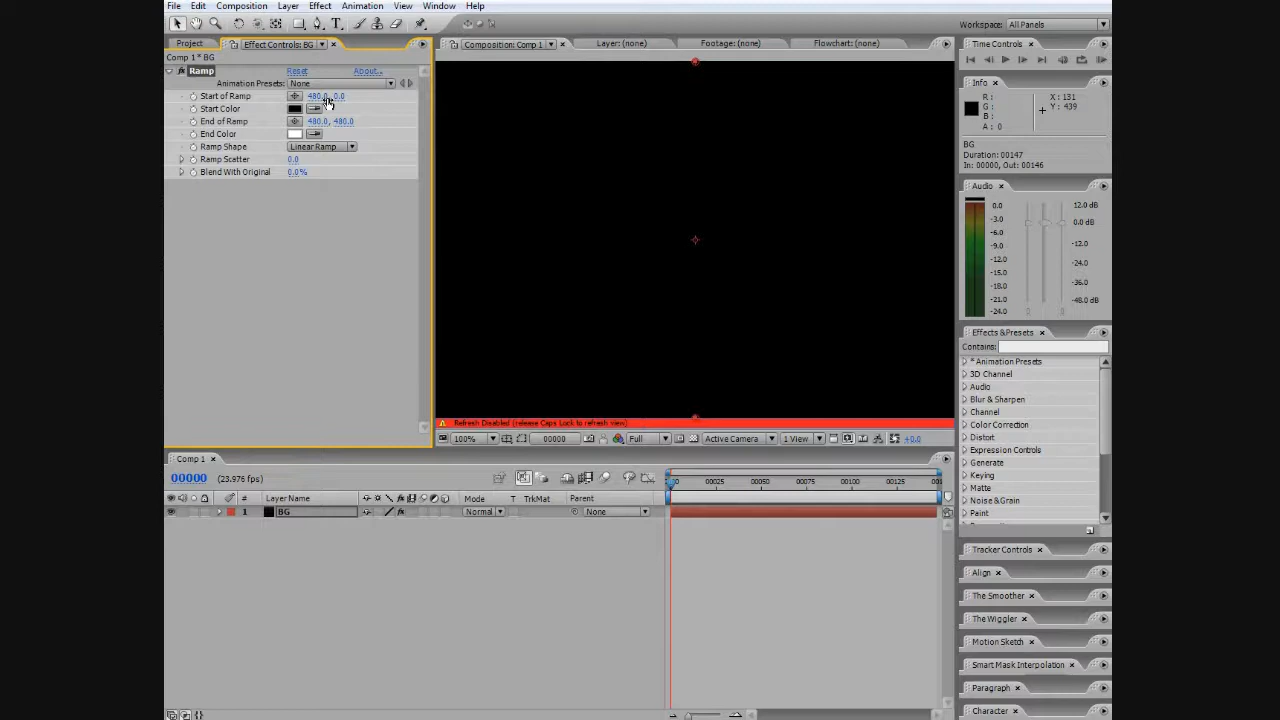 File Edit Composition Layer Effect Animation View Window Help
Workspace: All Panels
Project Effect Controls: BG
Composition: Comp 1 Layer: (none) Footage: (none) Flowchart: (none)
Time Controls
Comp 1 * BG
Ramp Reset About...
Animation Presets: None
Start of Ramp 480.0, 0.0
Start Color
End of Ramp 480.0, 480.0
End Color
Ramp Shape Linear Ramp
Ramp Scatter 0.0
Blend With Original 0.0%
Info
R: X: 131
G: Y: 439
B:
A: 0
BG
Duration: 00147
In: 00000, Out: 00146
Audio
0.0 12.0 dB
-3.0 0.0 dB
-6.0
-9.0 -12.0
-12.0
-15.0 -24.0
-18.0
-21.0 -36.0
-24.0 -48.0 dB
Effects & Presets
Contains:
* Animation Presets
3D Channel
Audio
Blur & Sharpen
Channel
Color Correction
Distort
Expression Controls
Generate
Keying
Matte
Noise & Grain
Paint
Refresh Disabled (release Caps Lock to refresh view)
100% 00000 Full Active Camera 1 View +0.0
Comp 1
00000 (23.976 fps)
00025 00050 00075 00100 00125
# Layer Name Mode T TrkMat Parent
1 BG Normal None
Tracker Controls
Align
The Smoother
The Wiggler
Motion Sketch
Smart Mask Interpolation
Paragraph
Character